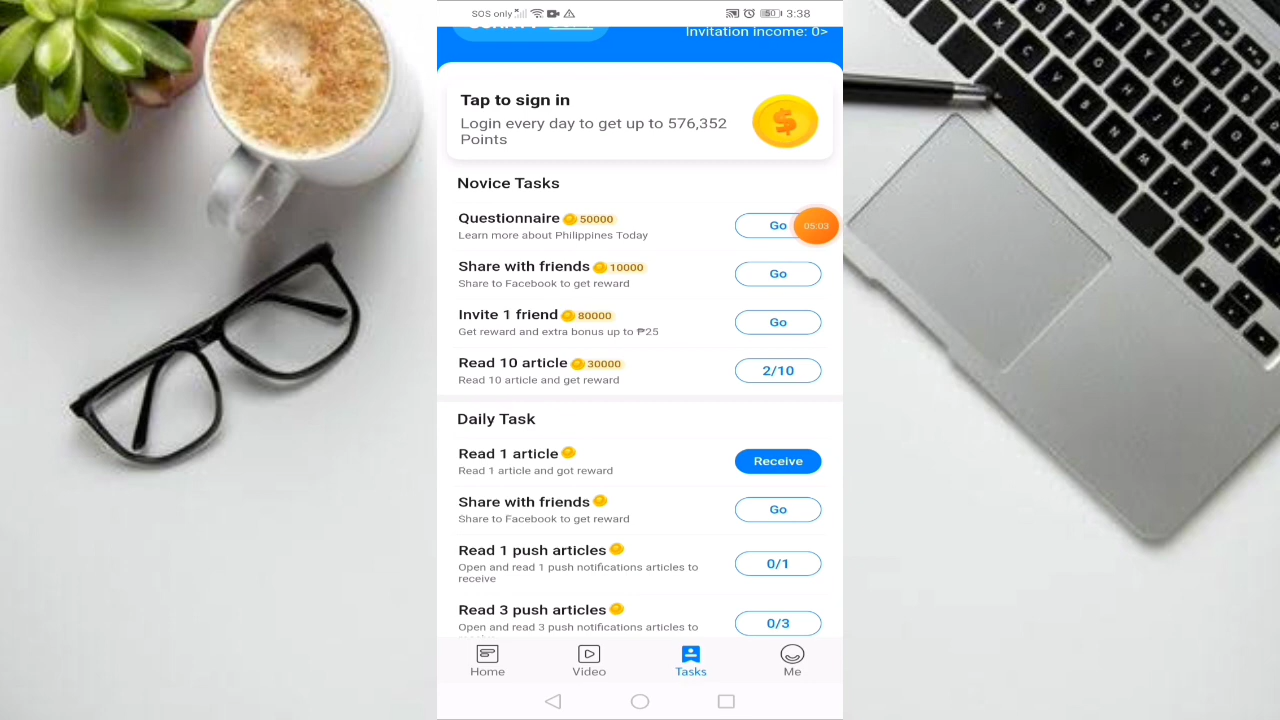 SOS only
50
3:38
Invitation Income: 0>
Tap to sign in
Login every day to get up to 576,352
Points
Novice Tasks
Questionnaire 50000
Go
05:03
Learn more about Philippines Today
Share with friends 10000
Go
Share to Facebook to get reward
Invite 1 friend 80000
Go
Get reward and extra bonus up to ₱25
Read 10 article 30000
2/10
Read 10 article and get reward
Daily Task
Read 1 article
Receive
Read 1 article and got reward
Share with friends
Go
Share to Facebook to get reward
Read 1 push articles
0/1
Open and read 1 push notifications articles to
receive
Read 3 push articles
0/3
Open and read 3 push notifications articles to
Home
Video
Tasks
Me